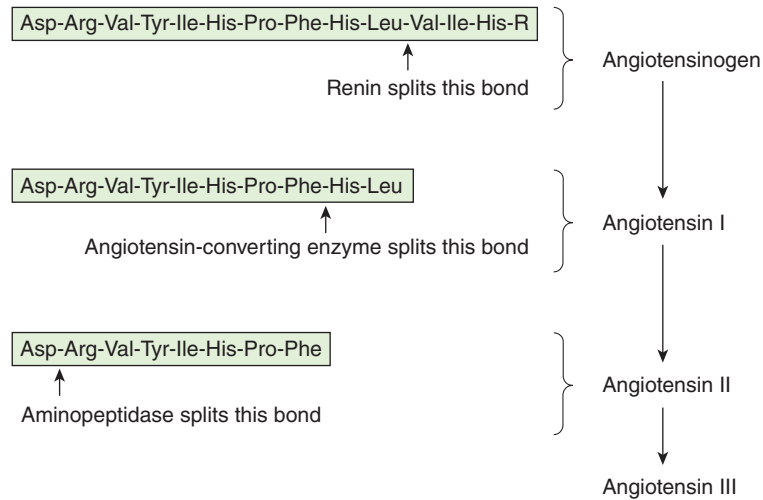 Asp-Arg-Val-Tyr-Ile-His-Pro-Phe-His-Leu-Val-Ile-His-R
Renin splits this bond
Angiotensinogen
Asp-Arg-Val-Tyr-Ile-His-Pro-Phe-His-Leu
Angiotensin-converting enzyme splits this bond
Angiotensin I
Asp-Arg-Val-Tyr-Ile-His-Pro-Phe
Aminopeptidase splits this bond
Angiotensin II
Angiotensin III